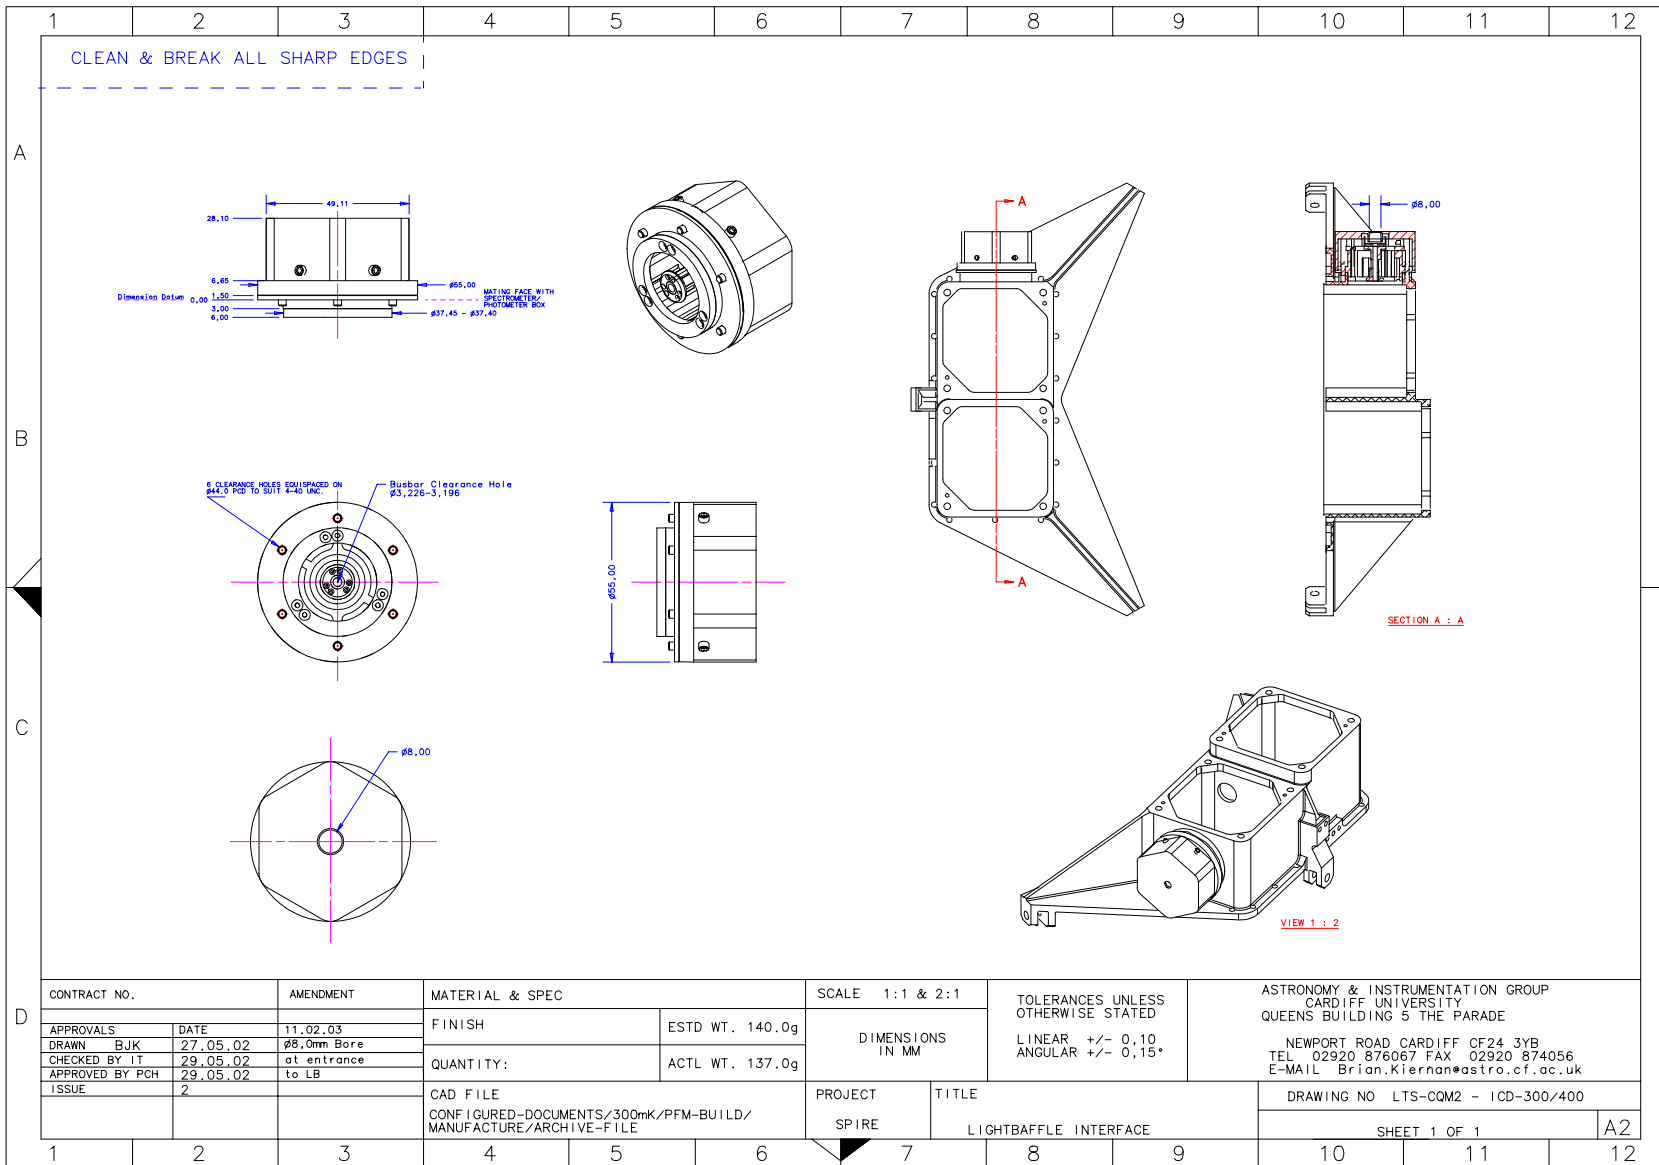 1 2 3 4 5 6 7 8 9 10 11 12
CLEAN & BREAK ALL SHARP EDGES
A
B
C
D
49.11
28.10
6.65
1.50
Dimension Datum 0.00
3.00
6.00
ø55.00
MATING FACE WITH
SPECTROMETER/
PHOTOMETER BOX
ø37.45 - ø37.40
A
A
ø8.00
SECTION A : A
6 CLEARANCE HOLES EQUISPACED ON
ø44.0 PCD TO SUIT 4-40 UNC.
Busbar Clearance Hole
ø3.226-3.196
ø55.00
ø8.00
VIEW 1 : 2
CONTRACT NO.
AMENDMENT
APPROVALS DATE 11.02.03
DRAWN BJK 27.05.02 ø8.0mm Bore
CHECKED BY IT 29.05.02 at entrance
APPROVED BY PCH 29.05.02 to LB
ISSUE 2
MATERIAL & SPEC
FINISH
ESTD WT. 140.0g
QUANTITY:
ACTL WT. 137.0g
CAD FILE
CONFIGURED-DOCUMENTS/300mK/PFM-BUILD/
MANUFACTURE/ARCHIVE-FILE
SCALE 1:1 & 2:1
DIMENSIONS
IN MM
TOLERANCES UNLESS
OTHERWISE STATED
LINEAR +/- 0.10
ANGULAR +/- 0.15°
PROJECT
SPIRE
TITLE
LIGHTBAFFLE INTERFACE
ASTRONOMY & INSTRUMENTATION GROUP
CARDIFF UNIVERSITY
QUEENS BUILDING 5 THE PARADE
NEWPORT ROAD CARDIFF CF24 3YB
TEL 02920 876067 FAX 02920 874056
E-MAIL Brian.Kiernan@astro.cf.ac.uk
DRAWING NO LTS-CQM2 - ICD-300/400
SHEET 1 OF 1
A2
1 2 3 4 5 6 7 8 9 10 11 12